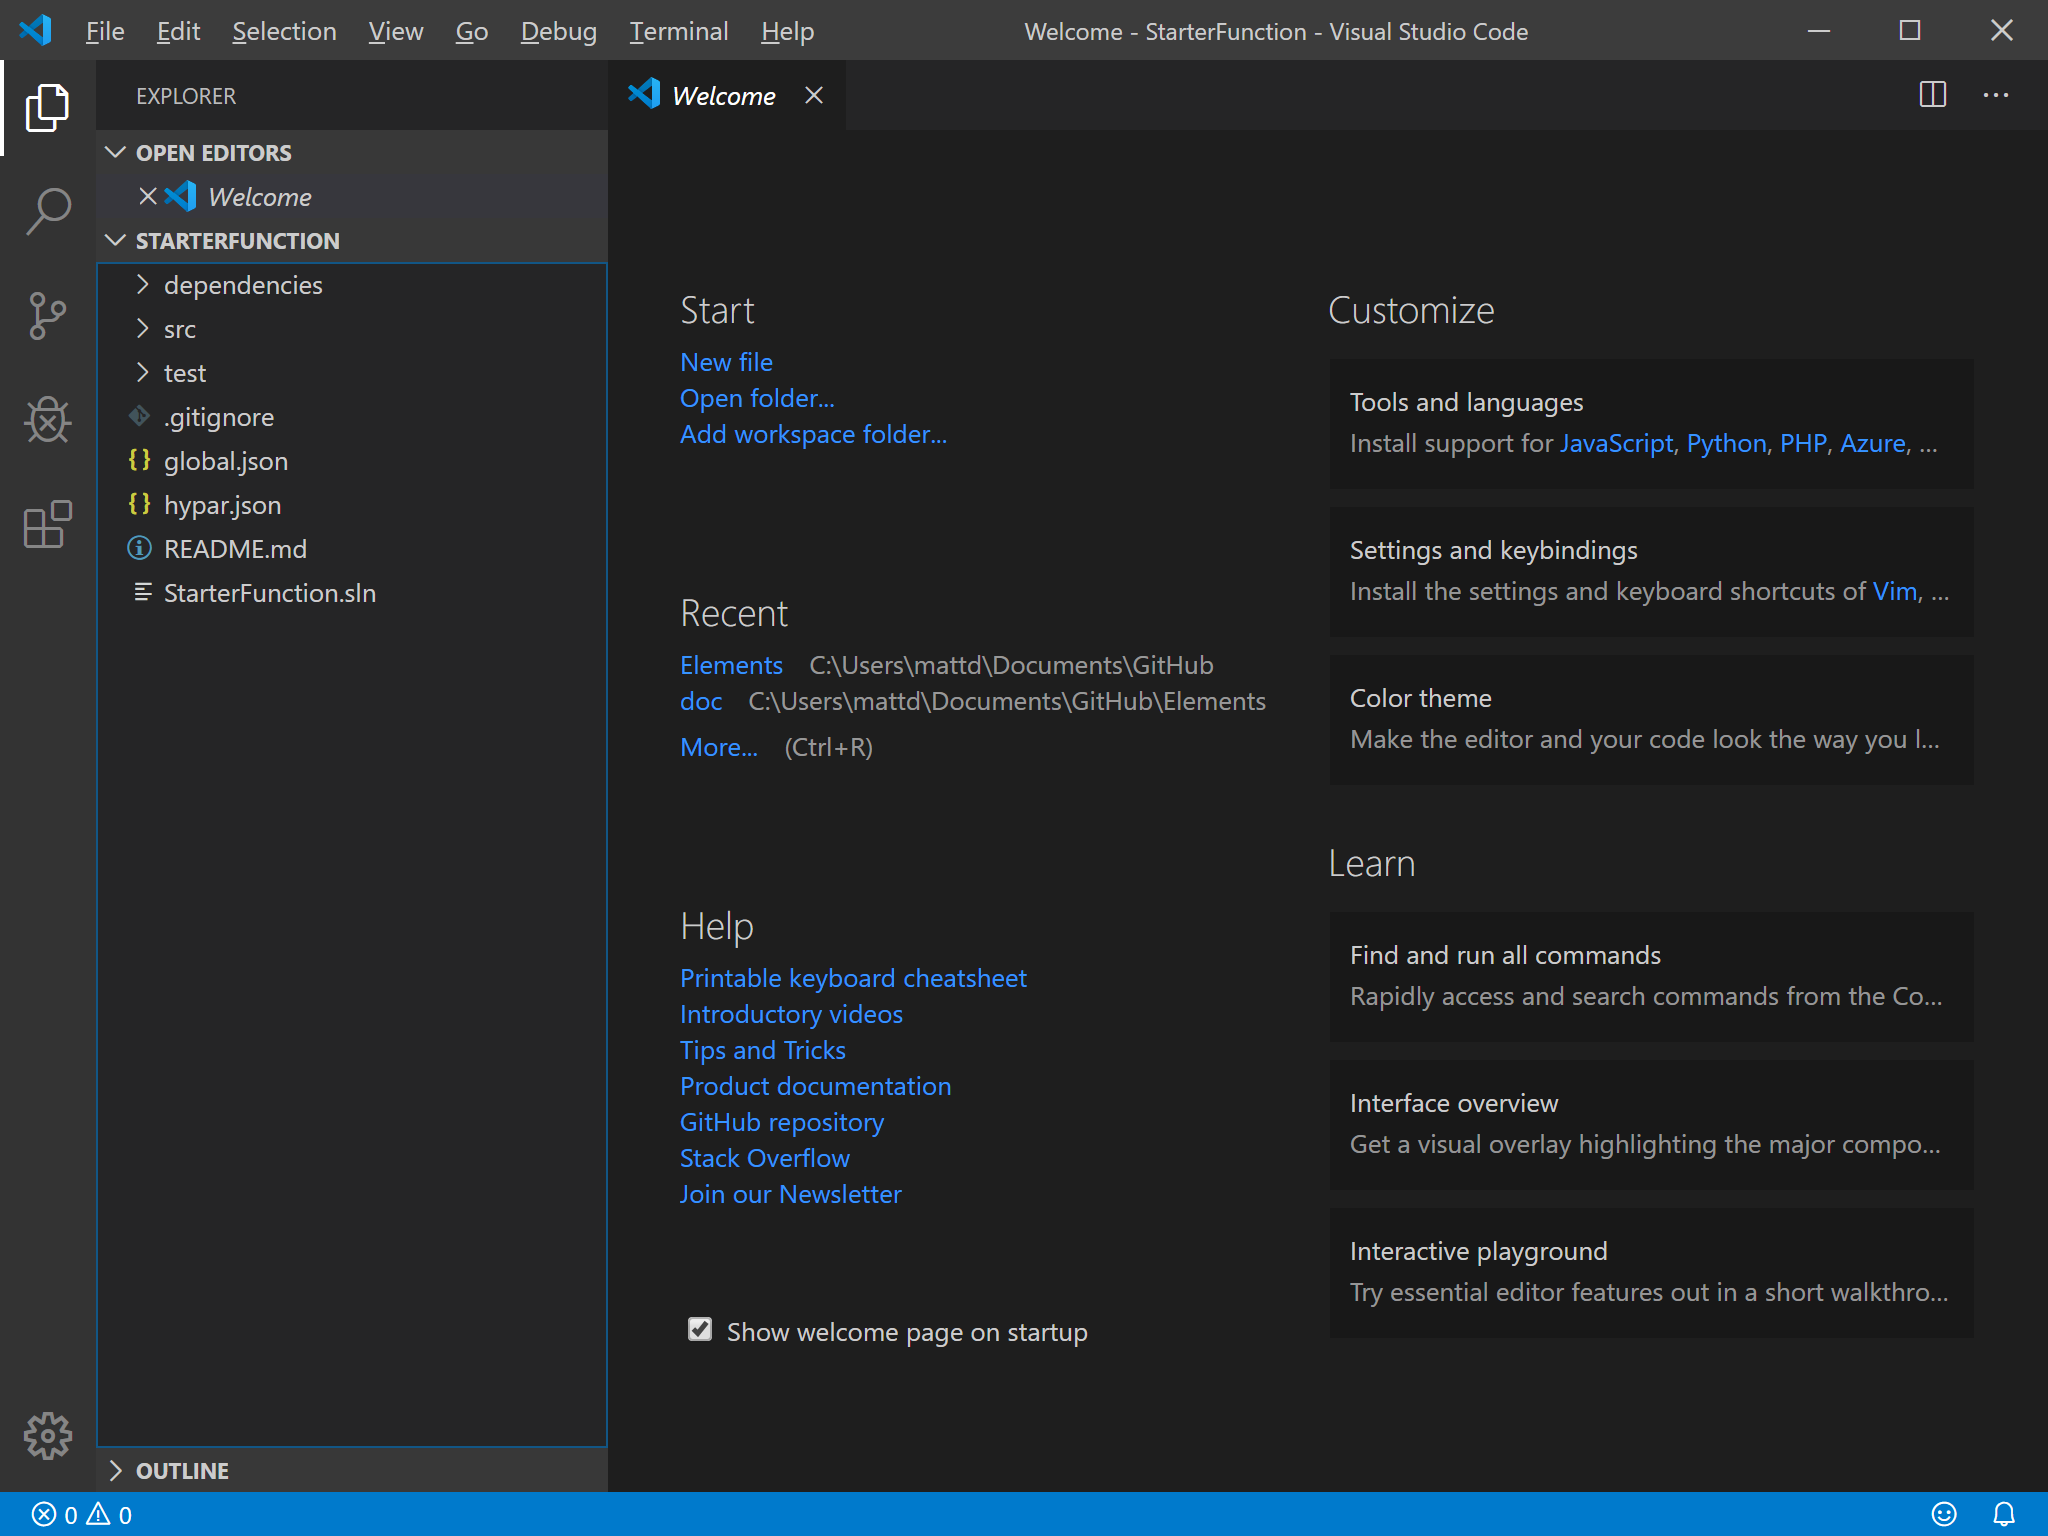 File Edit Selection View Go Debug Terminal Help Welcome - StarterFunction - Visual Studio Code
EXPLORER
OPEN EDITORS
Welcome
STARTERFUNCTION
dependencies
src
test
.gitignore
global.json
hypar.json
README.md
StarterFunction.sln
OUTLINE
Welcome
Start
New file
Open folder...
Add workspace folder...
Recent
Elements C:\Users\mattd\Documents\GitHub
doc C:\Users\mattd\Documents\GitHub\Elements
More... (Ctrl+R)
Help
Printable keyboard cheatsheet
Introductory videos
Tips and Tricks
Product documentation
GitHub repository
Stack Overflow
Join our Newsletter
Show welcome page on startup
Customize
Tools and languages
Install support for JavaScript, Python, PHP, Azure, ...
Settings and keybindings
Install the settings and keyboard shortcuts of Vim, ...
Color theme
Make the editor and your code look the way you l...
Learn
Find and run all commands
Rapidly access and search commands from the Co...
Interface overview
Get a visual overlay highlighting the major compo...
Interactive playground
Try essential editor features out in a short walkthro...
0 0